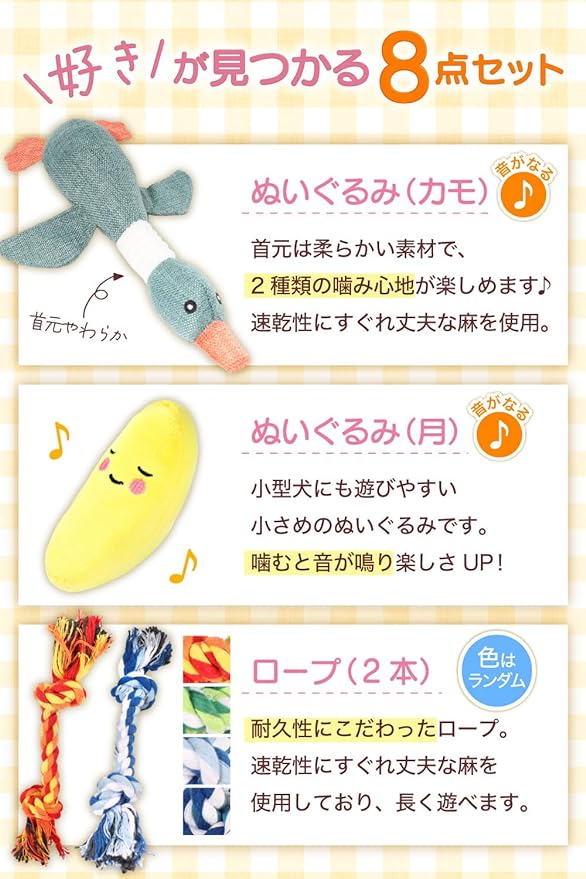 好きが見つかる8点セット
音がなる
ぬいぐるみ(カモ)
首元は柔らかい素材で、
2種類の噛み心地が楽しめます♪
速乾性にすぐれ丈夫な麻を使用。
首元やわらか
音がなる
ぬいぐるみ(月)
小型犬にも遊びやすい
小さめのぬいぐるみです。
噛むと音が鳴り楽しさUP!
ロープ(2本)
色は
ランダム
耐久性にこだわったロープ。
速乾性にすぐれ丈夫な麻を
使用しており、長く遊べます。